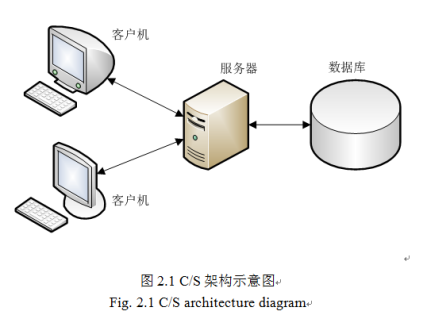 客户机
服务器
数据库
客户机
图 2.1 C/S 架构示意图
Fig. 2.1 C/S architecture diagram